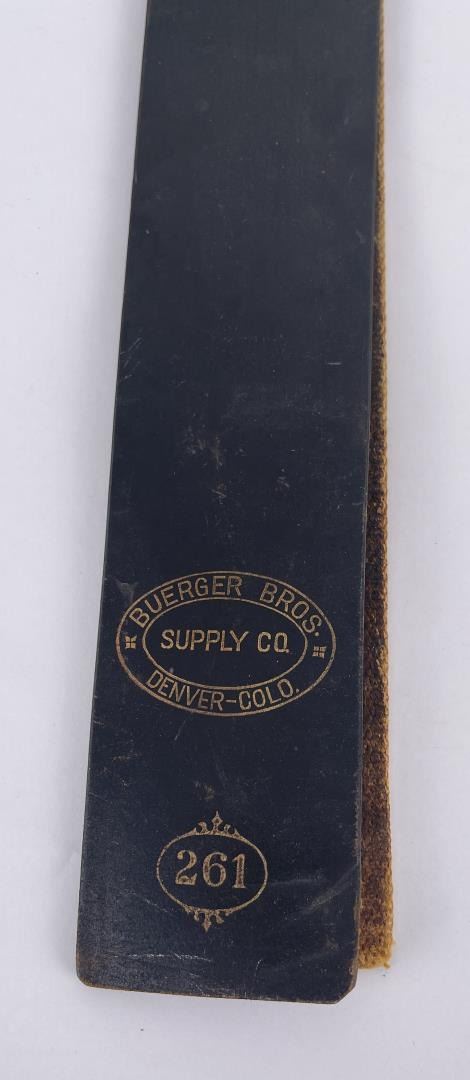 BUERGER BROS.
SUPPLY CO.
DENVER-COLO.
261